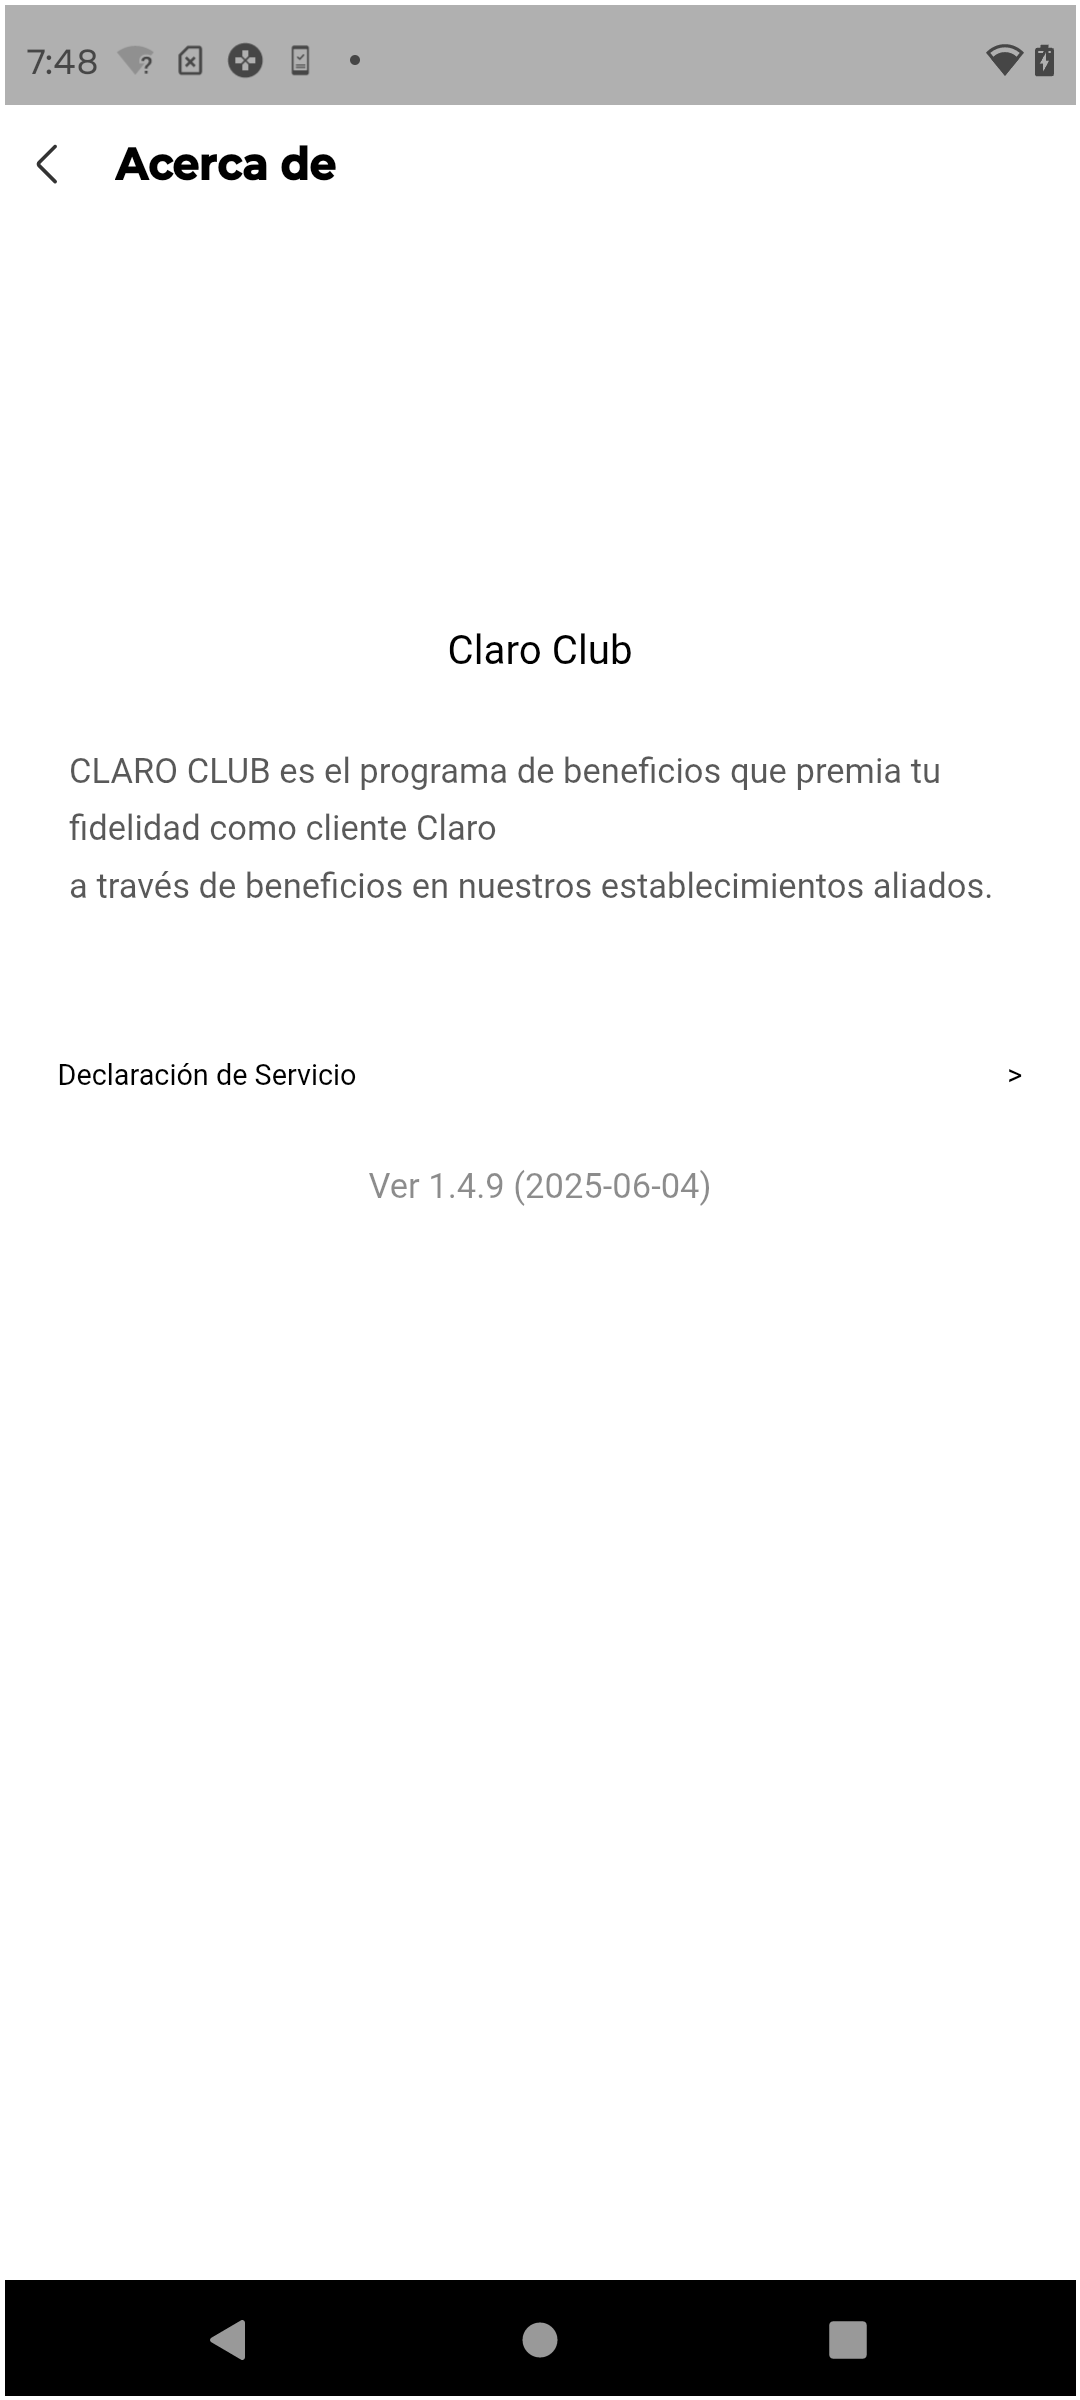 7:48
Acerca de
Claro Club
CLARO CLUB es el programa de beneficios que premia tu
fidelidad como cliente Claro
a través de beneficios en nuestros establecimientos aliados.
Declaración de Servicio >
Ver 1.4.9 (2025-06-04)